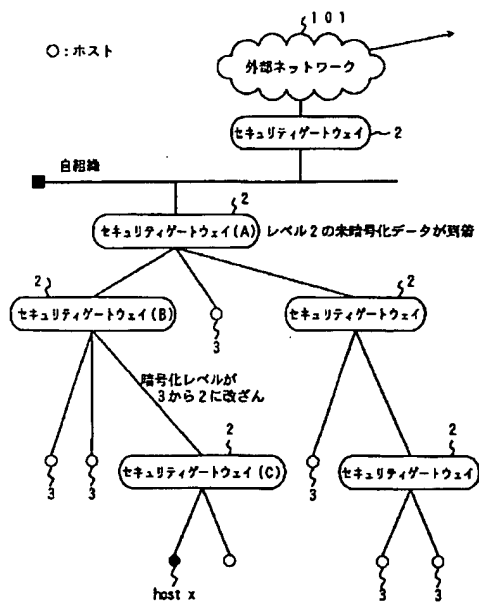 101
○:ホスト
外部ネットワーク
セキュリティゲートウェイ
2
自組織
2
セキュリティゲートウェイ(A)
レベル2の未暗号化データが到着
2
セキュリティゲートウェイ(B)
3
2
セキュリティゲートウェイ
暗号化レベルが
3から2に改ざん
3
3
2
セキュリティゲートウェイ(C)
3
2
セキュリティゲートウェイ
host x
3
3